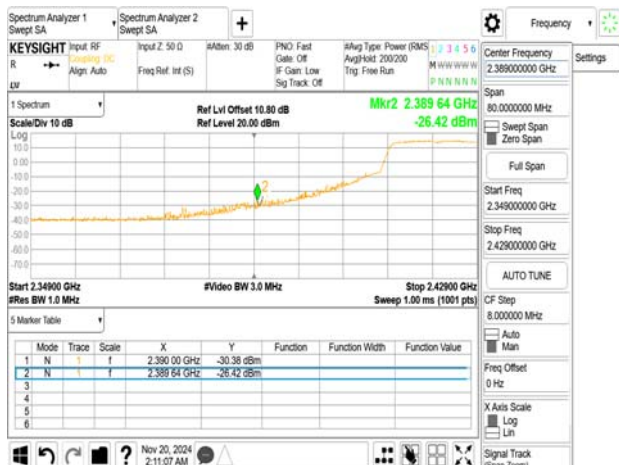 Spectrum Analyzer 1
Swept SA
Spectrum Analyzer 2
Swept SA
+
Frequency
KEYSIGHT
R
Input: RF
Coupling: DC
Align: Auto
Input Z: 50 Ω
Freq Ref: Int (S)
#Atten: 30 dB
PNO: Fast
Gate: Off
IF Gain: Low
Sig Track: Off
#Avg Type: Power (RMS
Avg|Hold: 200/200
Trig: Free Run
1 2 3 4 5 6
M W W W W W
P N N N N N
1 Spectrum
Scale/Div 10 dB
Ref Lvl Offset 10.80 dB
Ref Level 20.00 dBm
Mkr2 2.389 64 GHz
-26.42 dBm
Log
10.0
0.00
-10.0
-20.0
-30.0
-40.0
-50.0
-60.0
-70.0
2
Start 2.34900 GHz
#Res BW 1.0 MHz
#Video BW 3.0 MHz
Stop 2.42900 GHz
Sweep 1.00 ms (1001 pts)
5 Marker Table
Mode Trace Scale X Y Function Function Width Function Value
1 N 1 f 2.390 00 GHz -30.38 dBm
2 N 1 f 2.389 64 GHz -26.42 dBm
3
4
5
6
Nov 20, 2024
2:11:07 AM
Center Frequency
2.389000000 GHz
Settings
Span
80.0000000 MHz
Swept Span
Zero Span
Full Span
Start Freq
2.349000000 GHz
Stop Freq
2.429000000 GHz
AUTO TUNE
CF Step
8.000000 MHz
Auto
Man
Freq Offset
0 Hz
X Axis Scale
Log
Lin
Signal Track
(Span Zoom)